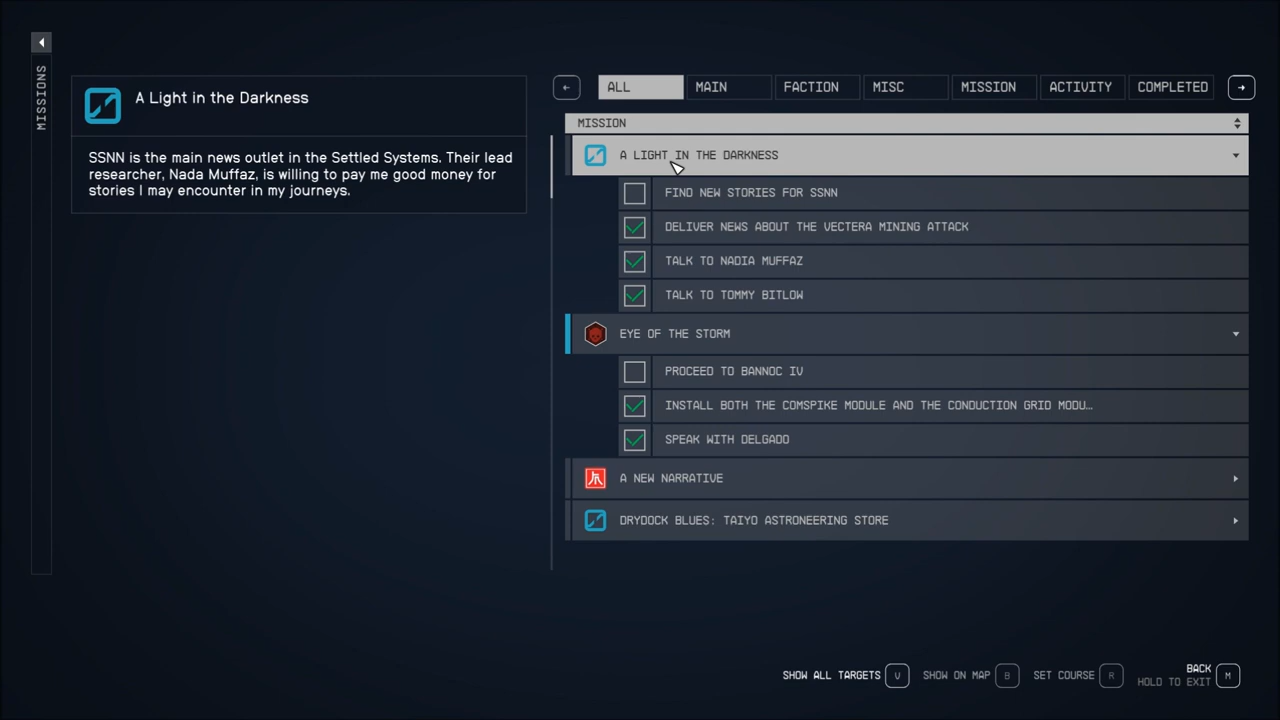 MISSIONS
A Light in the Darkness
SSNN is the main news outlet in the Settled Systems. Their lead
researcher, Nada Muffaz, is willing to pay me good money for
stories I may encounter in my journeys.
ALL MAIN FACTION MISC MISSION ACTIVITY COMPLETED
MISSION
A LIGHT IN THE DARKNESS
FIND NEW STORIES FOR SSNN
DELIVER NEWS ABOUT THE VECTERA MINING ATTACK
TALK TO NADIA MUFFAZ
TALK TO TOMMY BITLOW
EYE OF THE STORM
PROCEED TO BANNOC IV
INSTALL BOTH THE COMSPIKE MODULE AND THE CONDUCTION GRID MODU...
SPEAK WITH DELGADO
A NEW NARRATIVE
DRYDOCK BLUES: TAIYO ASTRONEERING STORE
SHOW ALL TARGETS V SHOW ON MAP B SET COURSE R BACK M
HOLD TO EXIT